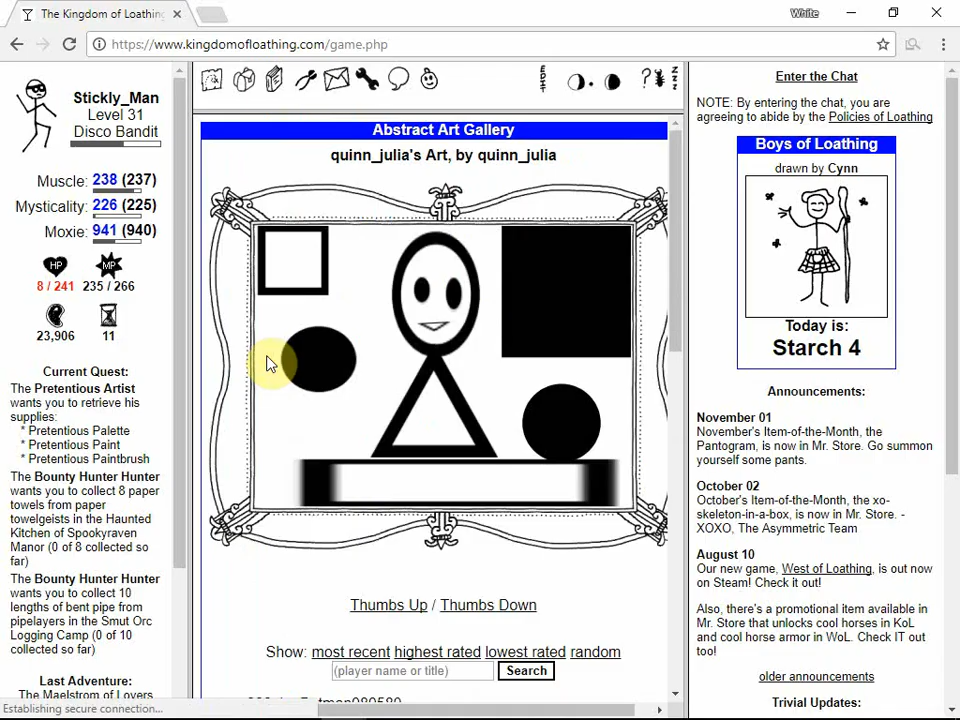 The Kingdom of Loathing
White
https://www.kingdomofloathing.com/game.php
Stickly_Man
Level 31
Disco Bandit
Muscle: 238 (237)
Mysticality: 226 (225)
Moxie: 941 (940)
HP
MP
8 / 241
235 / 266
23,906
11
Current Quest:
The Pretentious Artist
wants you to retrieve his
supplies:
* Pretentious Palette
* Pretentious Paint
* Pretentious Paintbrush
The Bounty Hunter Hunter
wants you to collect 8 paper
towels from paper
towelgeists in the Haunted
Kitchen of Spookyraven
Manor (0 of 8 collected so
far)
The Bounty Hunter Hunter
wants you to collect 10
lengths of bent pipe from
pipelayers in the Smut Orc
Logging Camp (0 of 10
collected so far)
Last Adventure:
The Maelstrom of Lovers
Establishing secure connection...
EDIT
Abstract Art Gallery
quinn_julia's Art, by quinn_julia
Thumbs Up / Thumbs Down
Show: most recent highest rated lowest rated random
(player name or title)
Search
Enter the Chat
NOTE: By entering the chat, you are
agreeing to abide by the Policies of Loathing
Boys of Loathing
drawn by Cynn
Today is:
Starch 4
Announcements:
November 01
November's Item-of-the-Month, the
Pantogram, is now in Mr. Store. Go summon
yourself some pants.
October 02
October's Item-of-the-Month, the xo-
skeleton-in-a-box, is now in Mr. Store. -
XOXO, The Asymmetric Team
August 10
Our new game, West of Loathing, is out now
on Steam! Check it out!
Also, there's a promotional item available in
Mr. Store that unlocks cool horses in KoL
and cool horse armor in WoL. Check IT out
too!
older announcements
Trivial Updates: